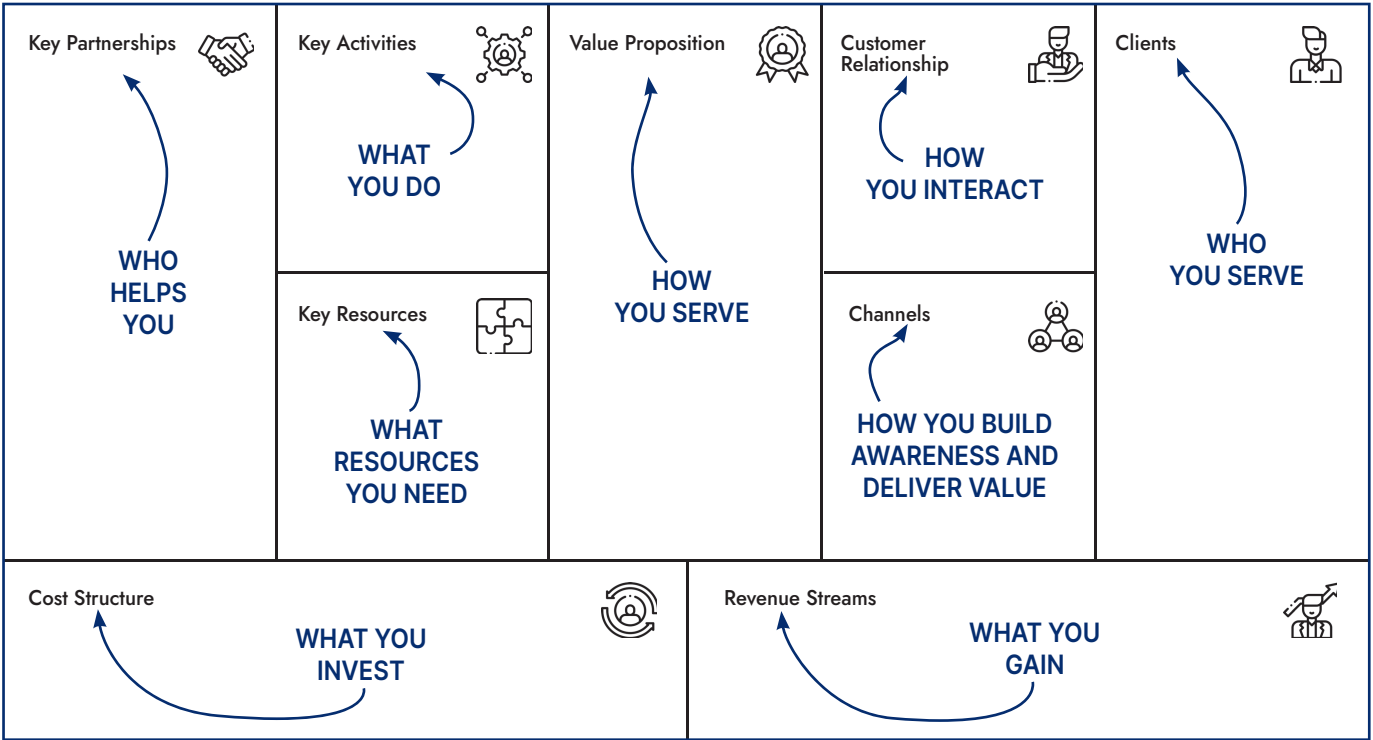 Key Partnerships
WHO
HELPS
YOU
Key Activities
WHAT
YOU DO
Key Resources
WHAT
RESOURCES
YOU NEED
Value Proposition
HOW
YOU SERVE
Customer
Relationship
HOW
YOU INTERACT
Channels
HOW YOU BUILD
AWARENESS AND
DELIVER VALUE
Clients
WHO
YOU SERVE
Cost Structure
WHAT YOU
INVEST
Revenue Streams
WHAT YOU
GAIN